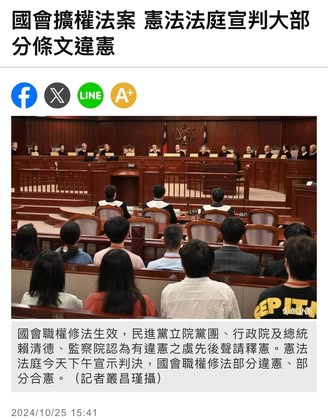 國會擴權法案 憲法法庭宣判大部
分條文違憲
LINE
A+
國會職權修法生效，民進黨立院黨團、行政院及總統
賴清德、監察院認為有違憲之虞先後聲請釋憲。憲法
法庭今天下午宣示判決，國會職權修法部分違憲、部
分合憲。（記者叢昌瑾攝）
2024/10/25 15:41